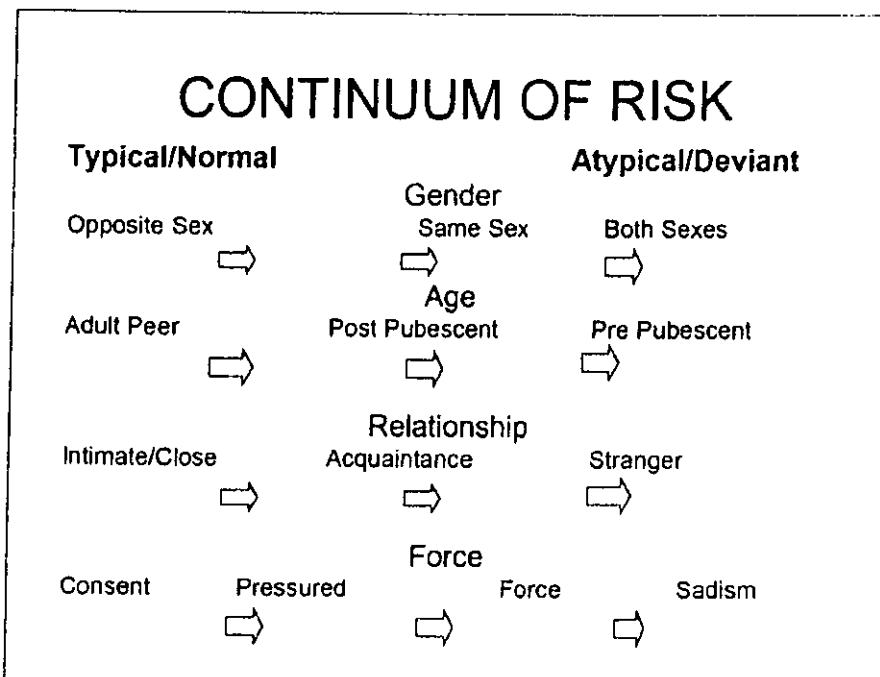 CONTINUUM OF RISK
Typical/Normal Atypical/Deviant
Gender
Opposite Sex Same Sex Both Sexes
Age
Adult Peer Post Pubescent Pre Pubescent
Relationship
Intimate/Close Acquaintance Stranger
Force
Consent Pressured Force Sadism